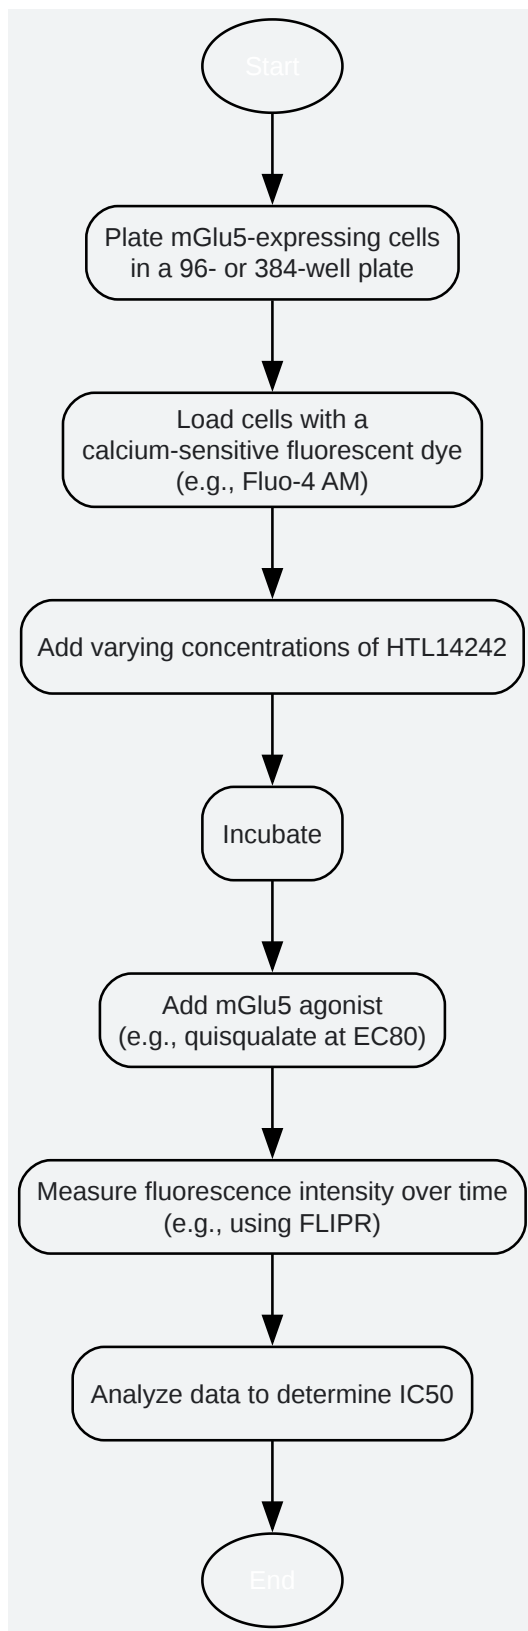 Start
Plate mGlu5-expressing cells
in a 96- or 384-well plate
Load cells with a
calcium-sensitive fluorescent dye
(e.g., Fluo-4 AM)
Add varying concentrations of HTL14242
Incubate
Add mGlu5 agonist
(e.g., quisqualate at EC80)
Measure fluorescence intensity over time
(e.g., using FLIPR)
Analyze data to determine IC50
End